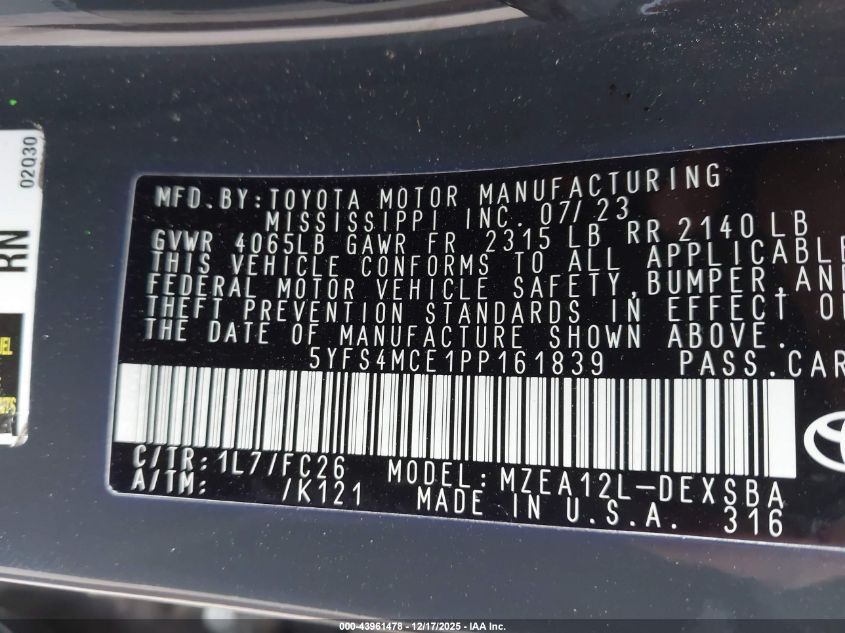 02Q30
RN
MFD.BY:TOYOTA MOTOR MANUFACTURING
MISSISSIPPI INC. 07/23
GVWR 4065LB GAWR FR 2315 LB RR 2140 LB
THIS VEHICLE CONFORMS TO ALL APPLICABLE
FEDERAL MOTOR VEHICLE SAFETY,BUMPER,AND
THEFT PREVENTION STANDARDS IN EFFECT
THE DATE OF MANUFACTURE SHOWN ABOVE.
5YFS4MCE1PP161839 PASS.CAR
C/TR:1L7/FC26 MODEL:MZEA12L-DEXSBA
A/TM: /K121 MADE IN U.S.A. 316
000-43961478 — 12/17/2025 — IAA Inc.